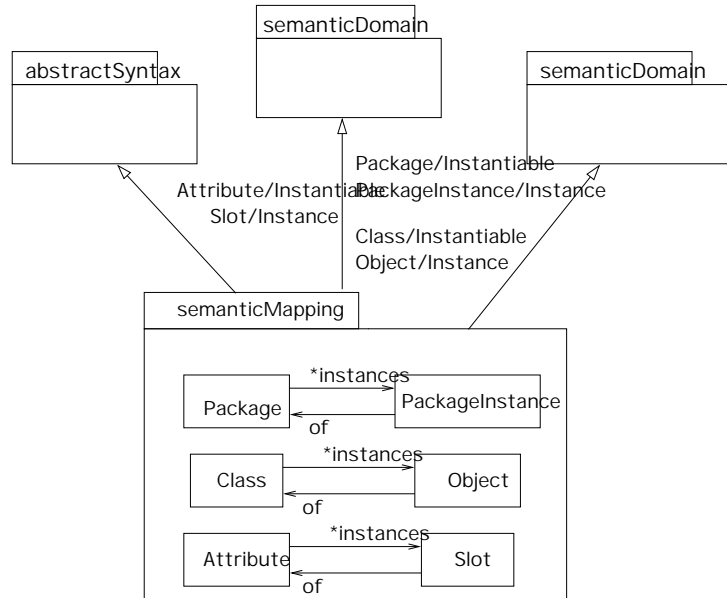 semanticDomain
abstractSyntax
semanticDomain
Package/Instantiable
Attribute/Instantiable
PackageInstance/Instance
Slot/Instance
Class/Instantiable
Object/Instance
semanticMapping
*instances
Package
PackageInstance
of
*instances
Class
Object
of
*instances
Attribute
Slot
of